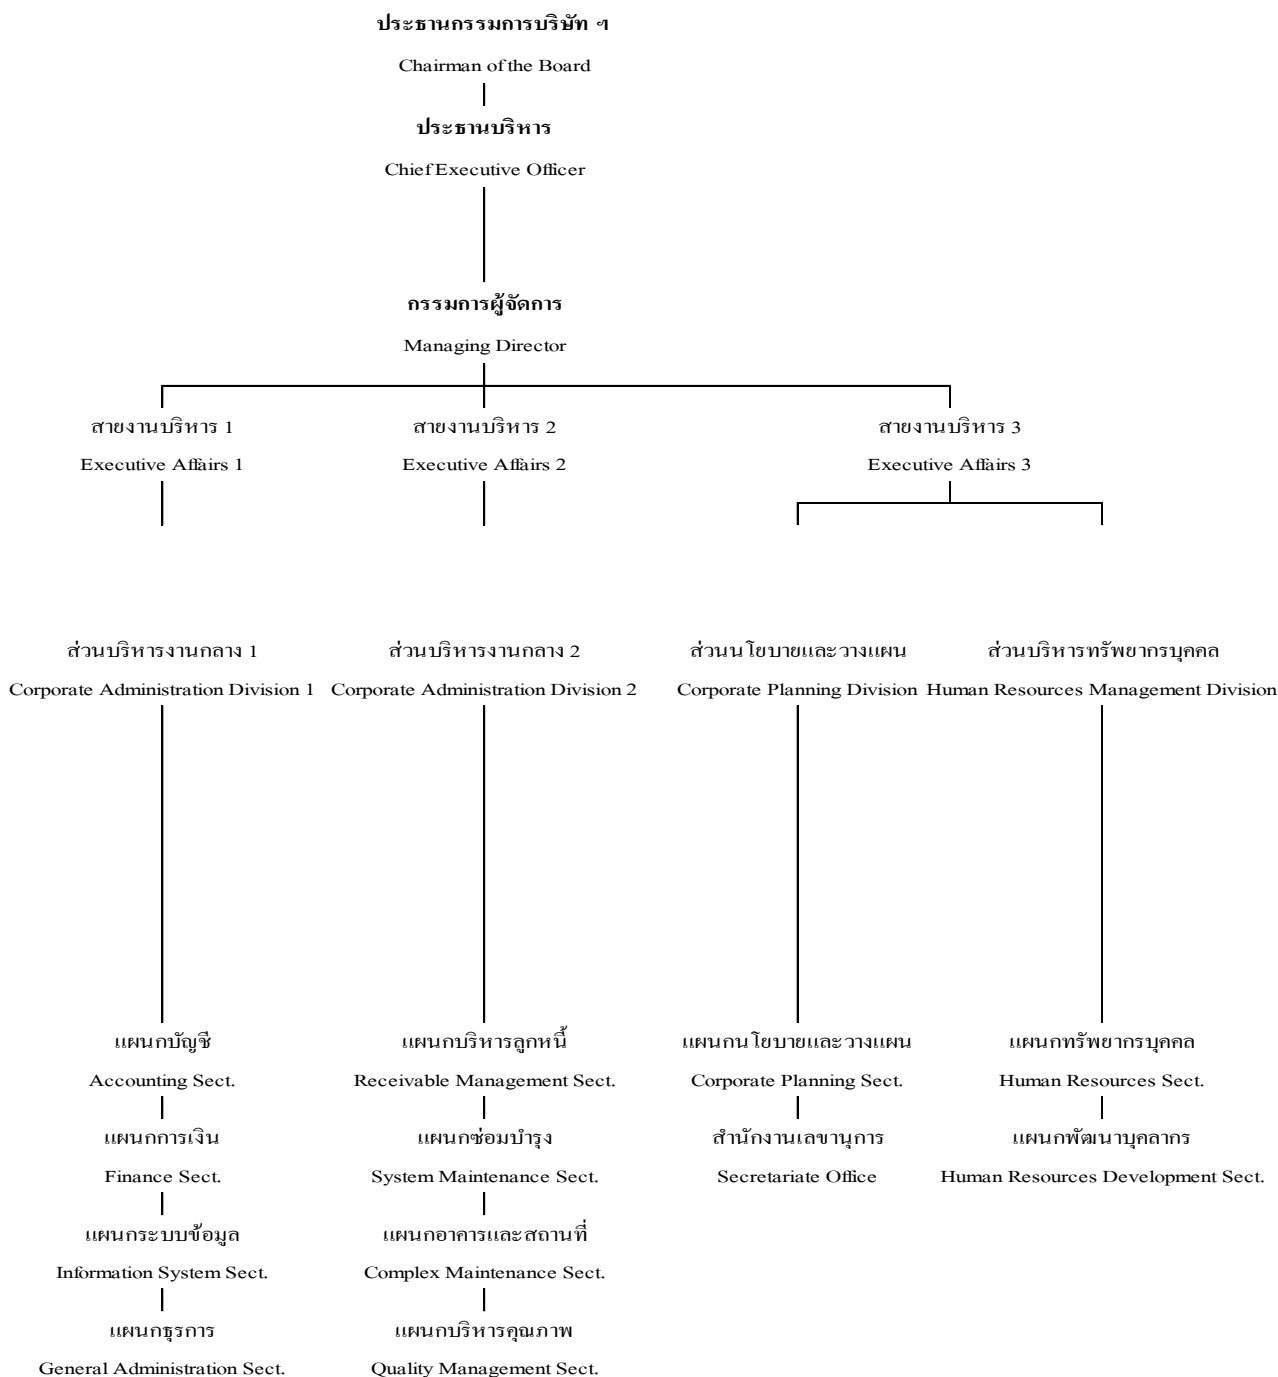 ประธานกรรมการบริษัท ฯ
Chairman of the Board
ประธานบริหาร
Chief Executive Officer
กรรมการผู้จัดการ
Managing Director
สายงานบริหาร 1
Executive Affairs 1
สายงานบริหาร 2
Executive Affairs 2
สายงานบริหาร 3
Executive Affairs 3
ส่วนบริหารงานกลาง 1
Corporate Administration Division 1
ส่วนบริหารงานกลาง 2
Corporate Administration Division 2
ส่วนนโยบายและวางแผน
Corporate Planning Division
ส่วนบริหารทรัพยากรบุคคล
Human Resources Management Division
แผนกบัญชี
Accounting Sect.
แผนกการเงิน
Finance Sect.
แผนกระบบข้อมูล
Information System Sect.
แผนกธุรการ
General Administration Sect.
แผนกบริหารลูกหนี้
Receivable Management Sect.
แผนกซ่อมบำรุง
System Maintenance Sect.
แผนกอาคารและสถานที่
Complex Maintenance Sect.
แผนกบริหารคุณภาพ
Quality Management Sect.
แผนกนโยบายและวางแผน
Corporate Planning Sect.
สำนักงานเลขานุการ
Secretariate Office
แผนกทรัพยากรบุคคล
Human Resources Sect.
แผนกพัฒนาบุคลากร
Human Resources Development Sect.